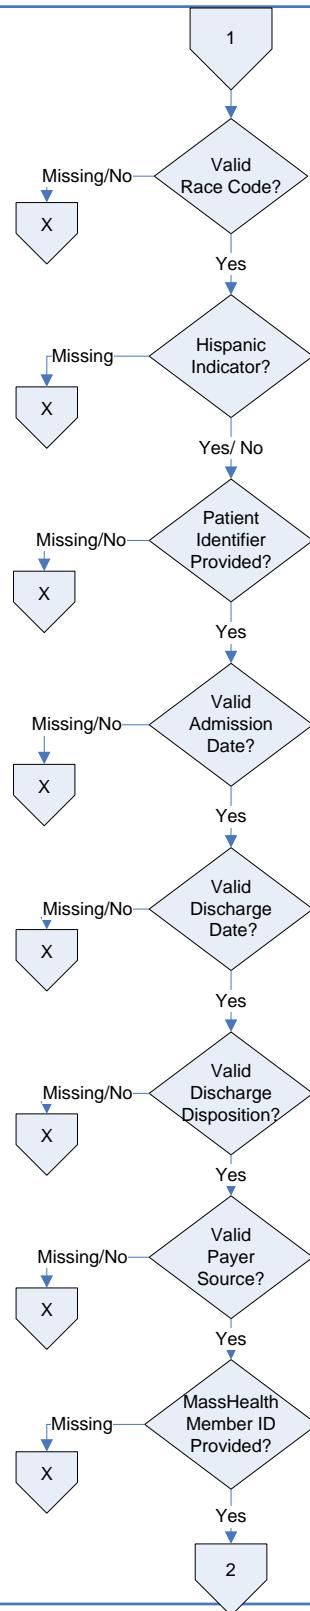 1
Valid
Race Code?
Missing/No
X
Yes
Hispanic
Indicator?
Missing
X
Yes/ No
Patient
Identifier
Provided?
Missing/No
X
Yes
Valid
Admission
Date?
Missing/No
X
Yes
Valid
Discharge
Date?
Missing/No
X
Yes
Valid
Discharge
Disposition?
Missing/No
X
Yes
Valid
Payer
Source?
Missing/No
X
Yes
MassHealth
Member ID
Provided?
Missing
X
Yes
2